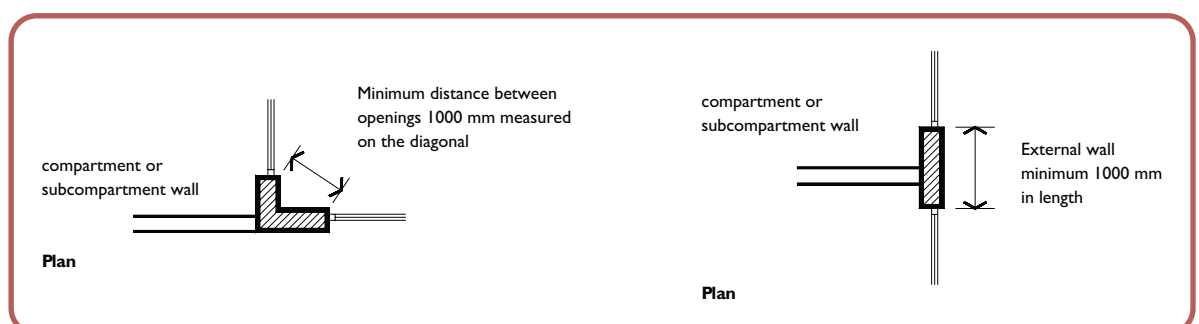 Minimum distance between
openings 1000 mm measured
on the diagonal
compartment or
subcompartment wall
Plan
compartment or
subcompartment wall
External wall
minimum 1000 mm
in length
Plan